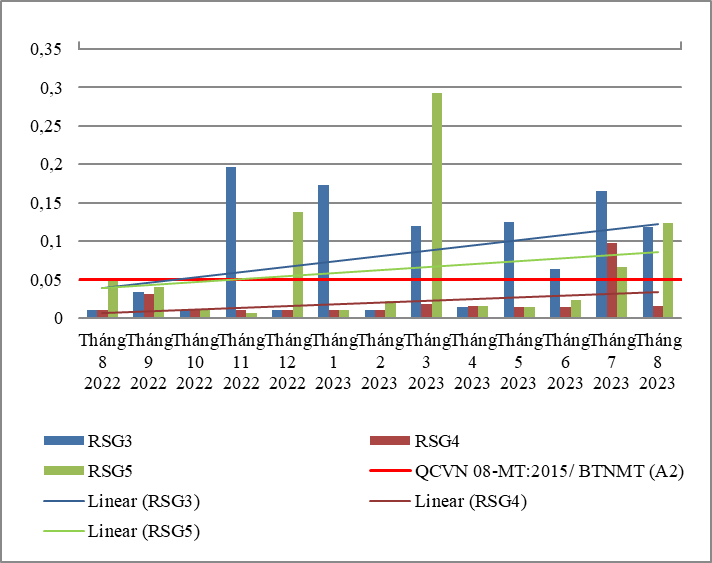 0,35
0,3
0,25
0,2
0,15
0,1
0,05
0
Tháng Tháng Tháng Tháng Tháng Tháng Tháng Tháng Tháng Tháng Tháng Tháng Tháng
8 9 10 11 12 1 2 3 4 5 6 7 8
2022 2022 2022 2022 2022 2023 2023 2023 2023 2023 2023 2023 2023
RSG3 RSG4
RSG5 QCVN 08-MT:2015/ BTNMT (A2)
Linear (RSG3) Linear (RSG4)
Linear (RSG5)